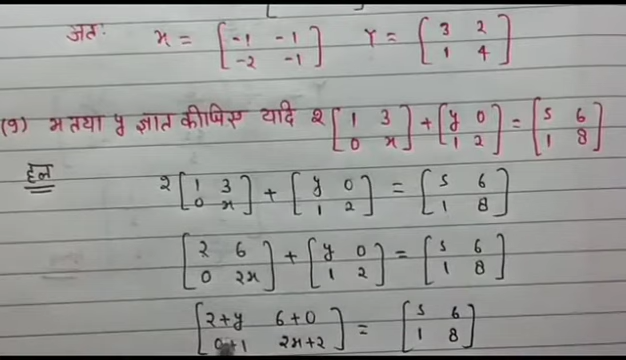 अतः x = [ -1 -1 Y = [ 3 2
-2 -1 ] 1 4 ]
(9) x तथा y ज्ञात कीजिए यदि 2 [ 1 3 ] + [ y 0 ] = [ 5 6 ]
0 x 1 2 1 8
हल
2 [ 1 3 ] + [ y 0 ] = [ 5 6 ]
0 x 1 2 1 8
[ 2 6 ] + [ y 0 ] = [ 5 6 ]
0 2x 1 2 1 8
[ 2+y 6+0 ] = [ 5 6 ]
0+1 2x+2 1 8